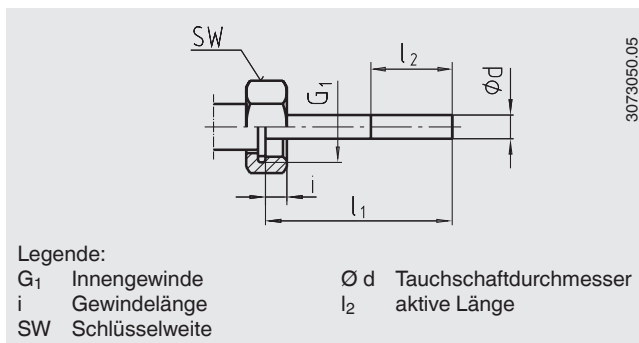 SW
G₁
l₂
Ød
i
l₁
3073050.05
Legende:
G₁ Innengewinde
i Gewindelänge
SW Schlüsselweite
Ø d Tauchschaftdurchmesser
l₂ aktive Länge